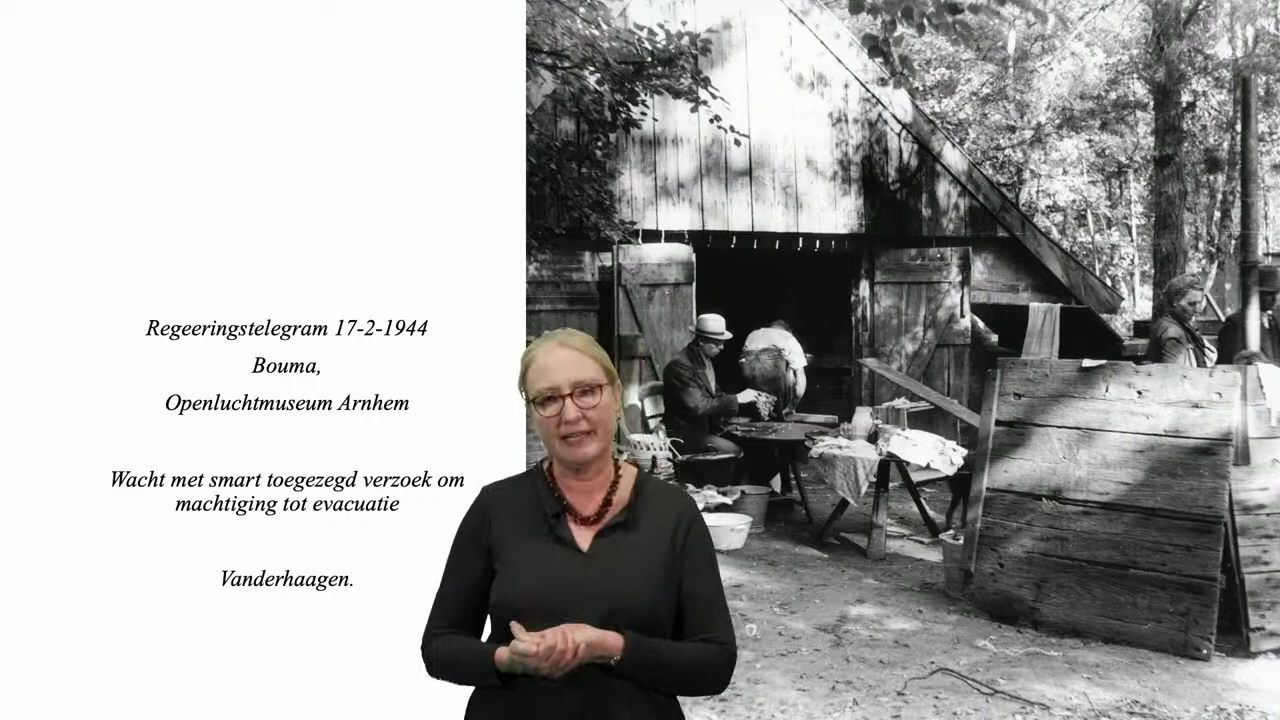 Regeeringstelegram 17-2-1944
Bouma,
Openluchtmuseum Arnhem
Wacht met smart toegezegd verzoek om
machtiging tot evacuatie
Vanderhaagen.